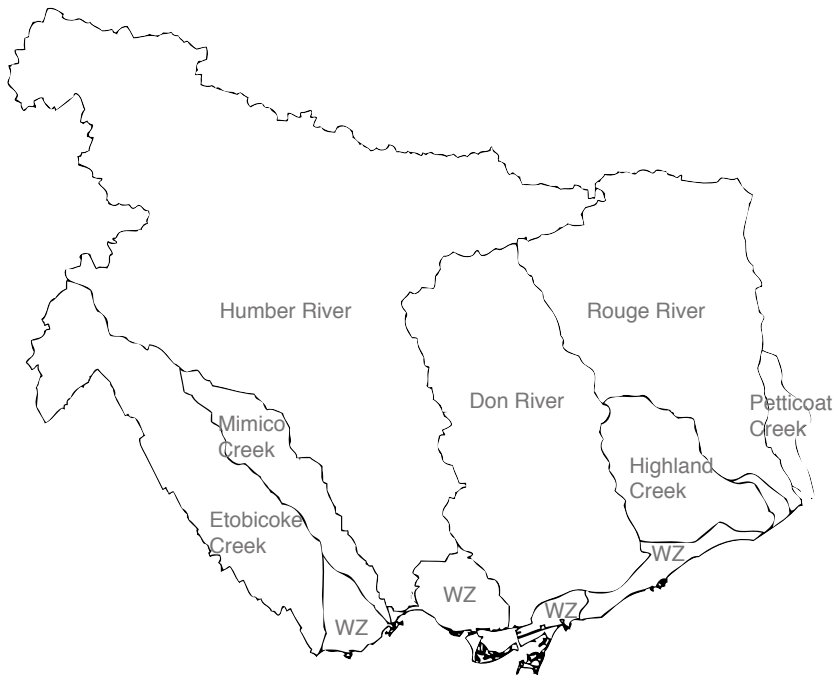 Humber River
Rouge River
Don River
Petticoat
Creek
Mimico
Creek
Highland
Creek
Etobicoke
Creek
WZ
WZ
WZ
WZ